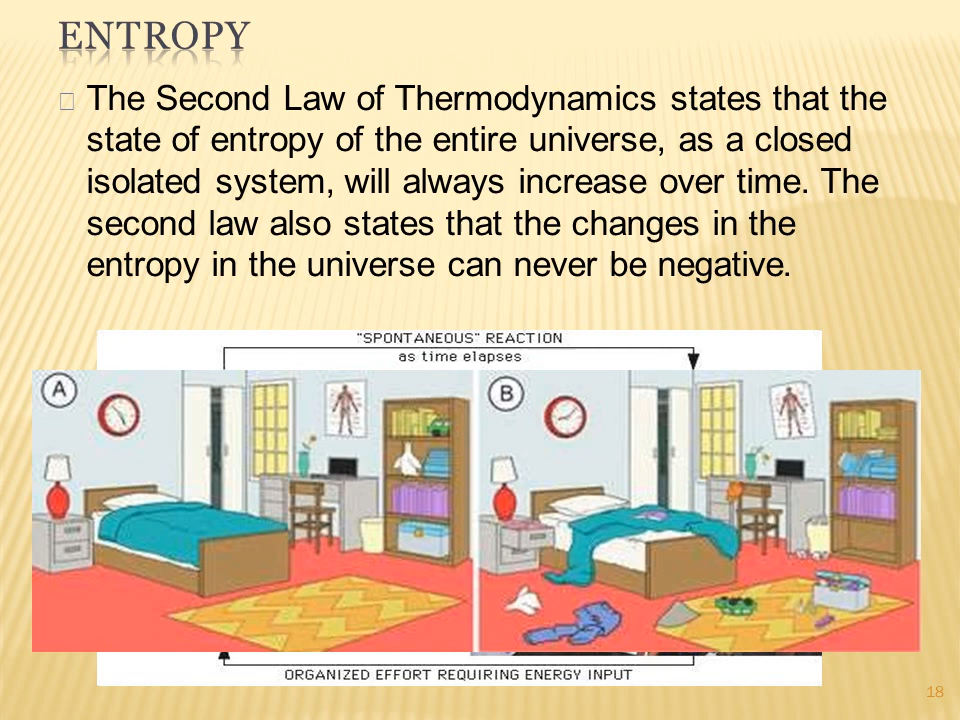 ENTROPY
The Second Law of Thermodynamics states that the
state of entropy of the entire universe, as a closed
isolated system, will always increase over time. The
second law also states that the changes in the
entropy in the universe can never be negative.
"SPONTANEOUS" REACTION
as time elapses
A
B
ORGANIZED EFFORT REQUIRING ENERGY INPUT
18